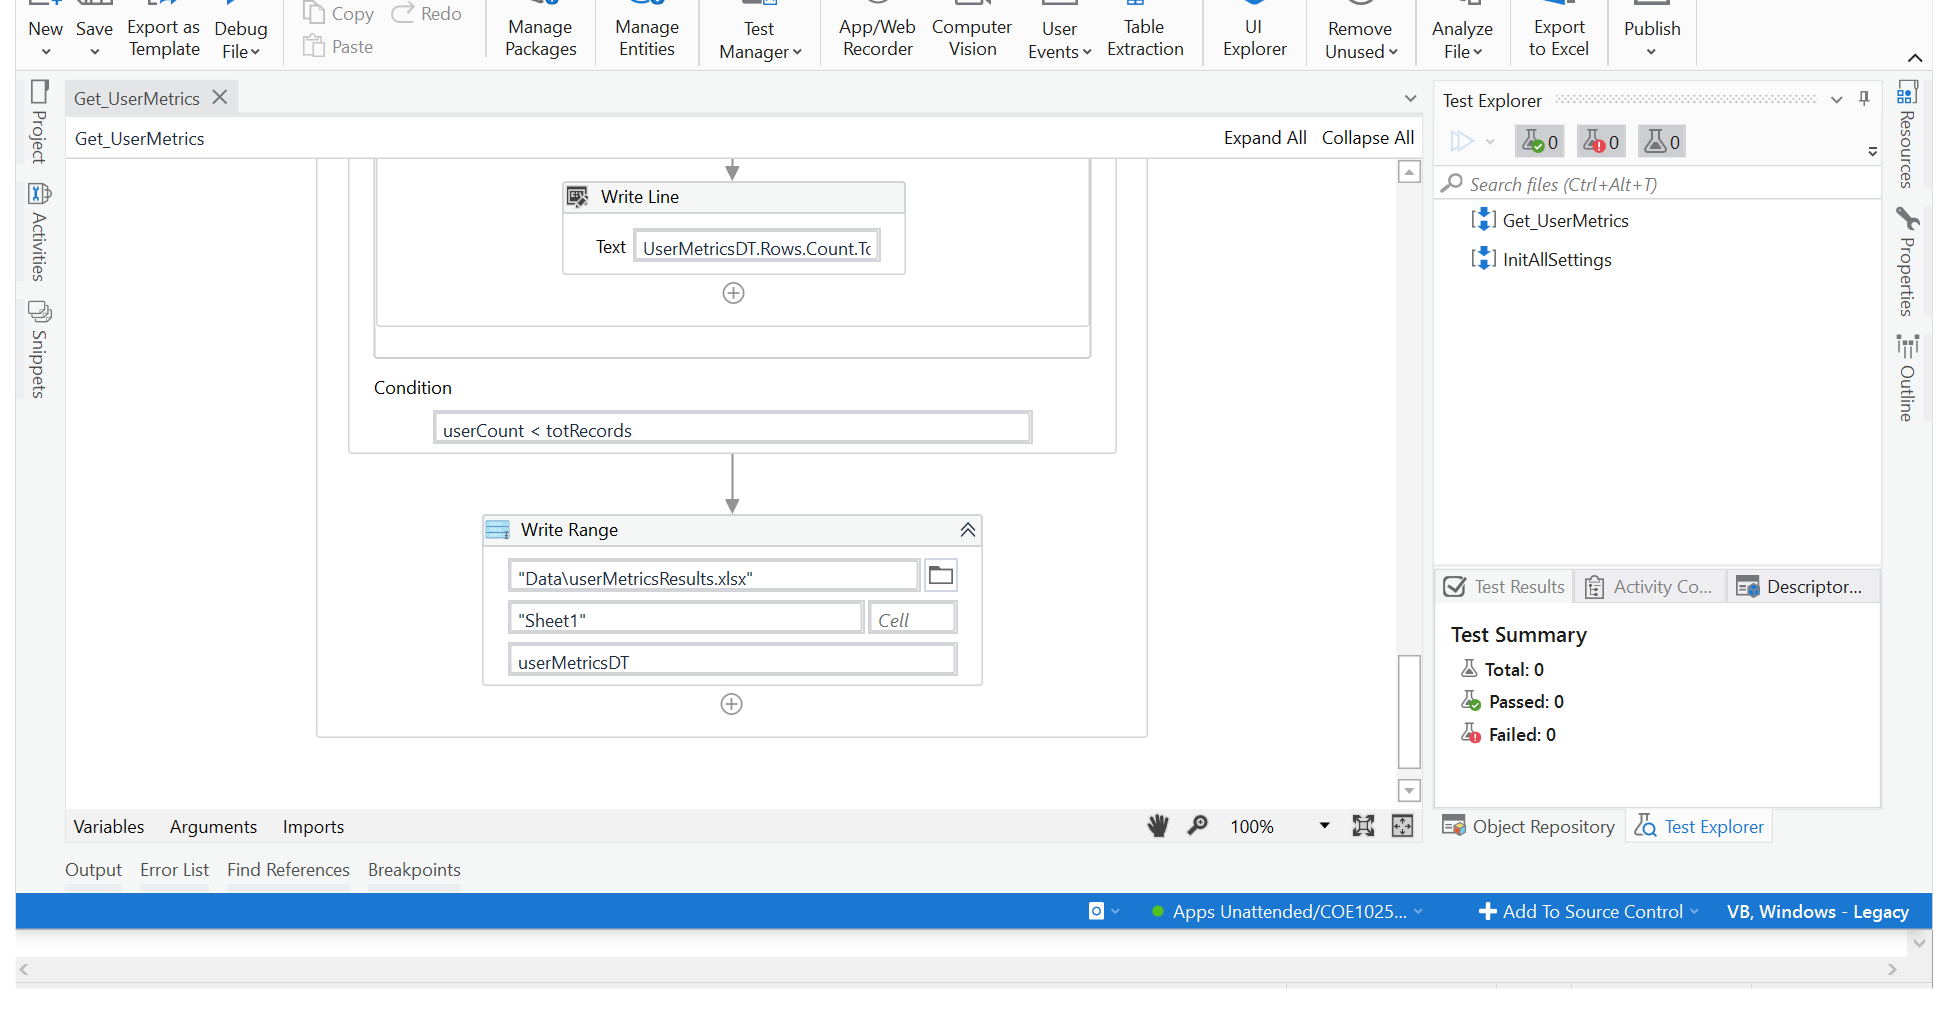 New
Save
Export as
Template
Debug
File
Copy
Redo
Paste
Manage
Packages
Manage
Entities
Test
Manager
App/Web
Recorder
Computer
Vision
User
Events
Table
Extraction
UI
Explorer
Remove
Unused
Analyze
File
Export
to Excel
Publish
Project
Activities
Snippets
Get_UserMetrics
Get_UserMetrics
Expand All
Collapse All
Write Line
Text
UserMetricsDT.Rows.Count.Tc
Condition
userCount < totRecords
Write Range
"Data\userMetricsResults.xlsx"
"Sheet1"
Cell
userMetricsDT
Variables
Arguments
Imports
100%
Output
Error List
Find References
Breakpoints
Test Explorer
0
0
0
Search files (Ctrl+Alt+T)
Get_UserMetrics
InitAllSettings
Test Results
Activity Co...
Descriptor...
Test Summary
Total: 0
Passed: 0
Failed: 0
Object Repository
Test Explorer
Resources
Properties
Outline
Apps Unattended/COE1025...
Add To Source Control
VB, Windows - Legacy